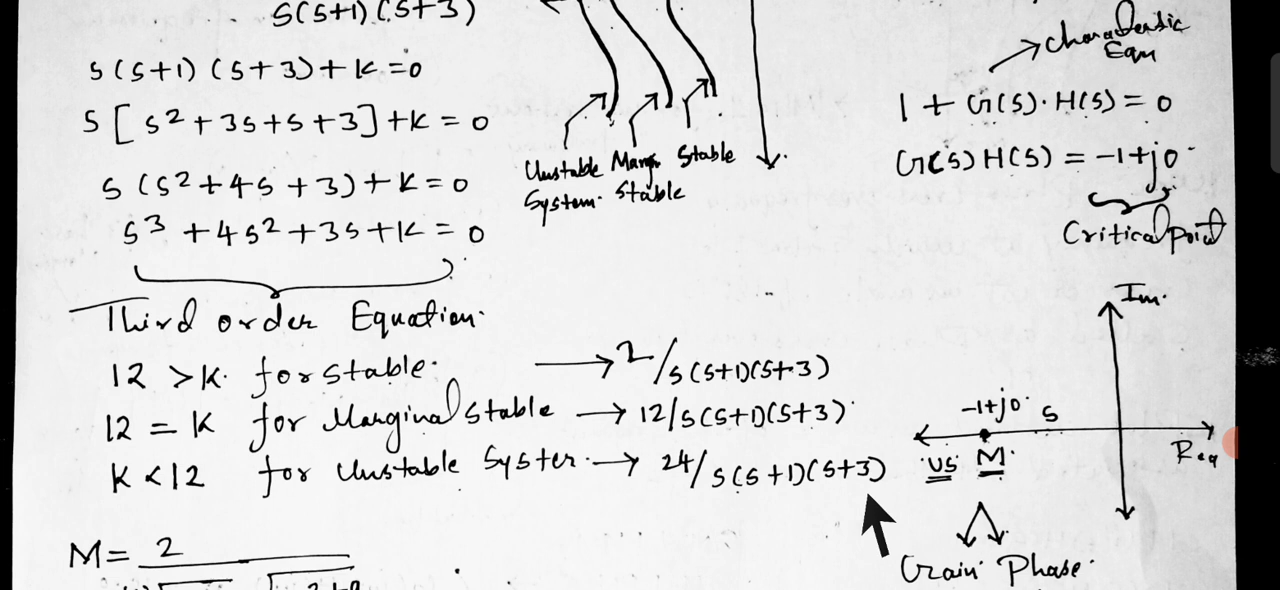 S(S+1)(S+3)
S(S+1)(S+3)+K=0
S[S²+3S+S+3]+K=0
S(S²+4S+3)+K=0
S³+4S²+3S+K=0
Third order Equation.
12 >K. for stable.
→ 2/S(S+1)(S+3)
12 = K for Marginal stable → 12/S(S+1)(S+3)
K<12 for Unstable System. → 24/S(S+1)(S+3)
M= 2
Unstable Marg. Stable
System. Stable
characteristic
Equn
1 + G(S).H(S) = 0
G(S)H(S) = -1+j0
Critical point
Im.
-1+j0 S
US M.
Gain Phase